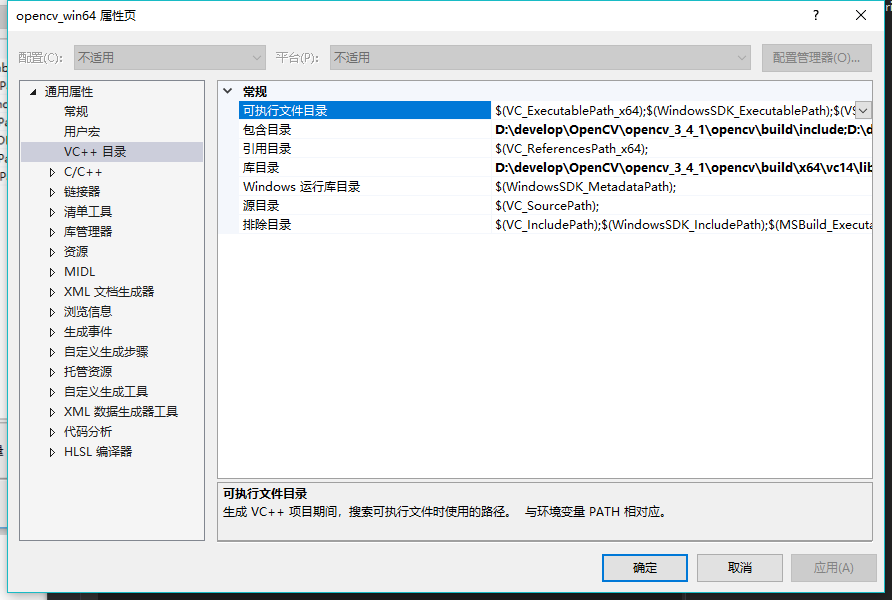 opencv_win64 属性页
配置(C): 不适用 平台(P): 不适用 配置管理器(O)...
通用属性
常规
用户宏
VC++ 目录
C/C++
链接器
清单工具
库管理器
资源
MIDL
XML 文档生成器
浏览信息
生成事件
自定义生成步骤
托管资源
自定义生成工具
XML 数据生成器工具
代码分析
HLSL 编译器
常规
可执行文件目录 $(VC_ExecutablePath_x64);$(WindowsSDK_ExecutablePath);$(VS
包含目录 D:\develop\OpenCV\opencv_3_4_1\opencv\build\include;D:\d
引用目录 $(VC_ReferencesPath_x64);
库目录 D:\develop\OpenCV\opencv_3_4_1\opencv\build\x64\vc14\lib
Windows 运行库目录 $(WindowsSDK_MetadataPath);
源目录 $(VC_SourcePath);
排除目录 $(VC_IncludePath);$(WindowsSDK_IncludePath);$(MSBuild_Executa
可执行文件目录
生成 VC++ 项目期间，搜索可执行文件时使用的路径。 与环境变量 PATH 相对应。
确定 取消 应用(A)